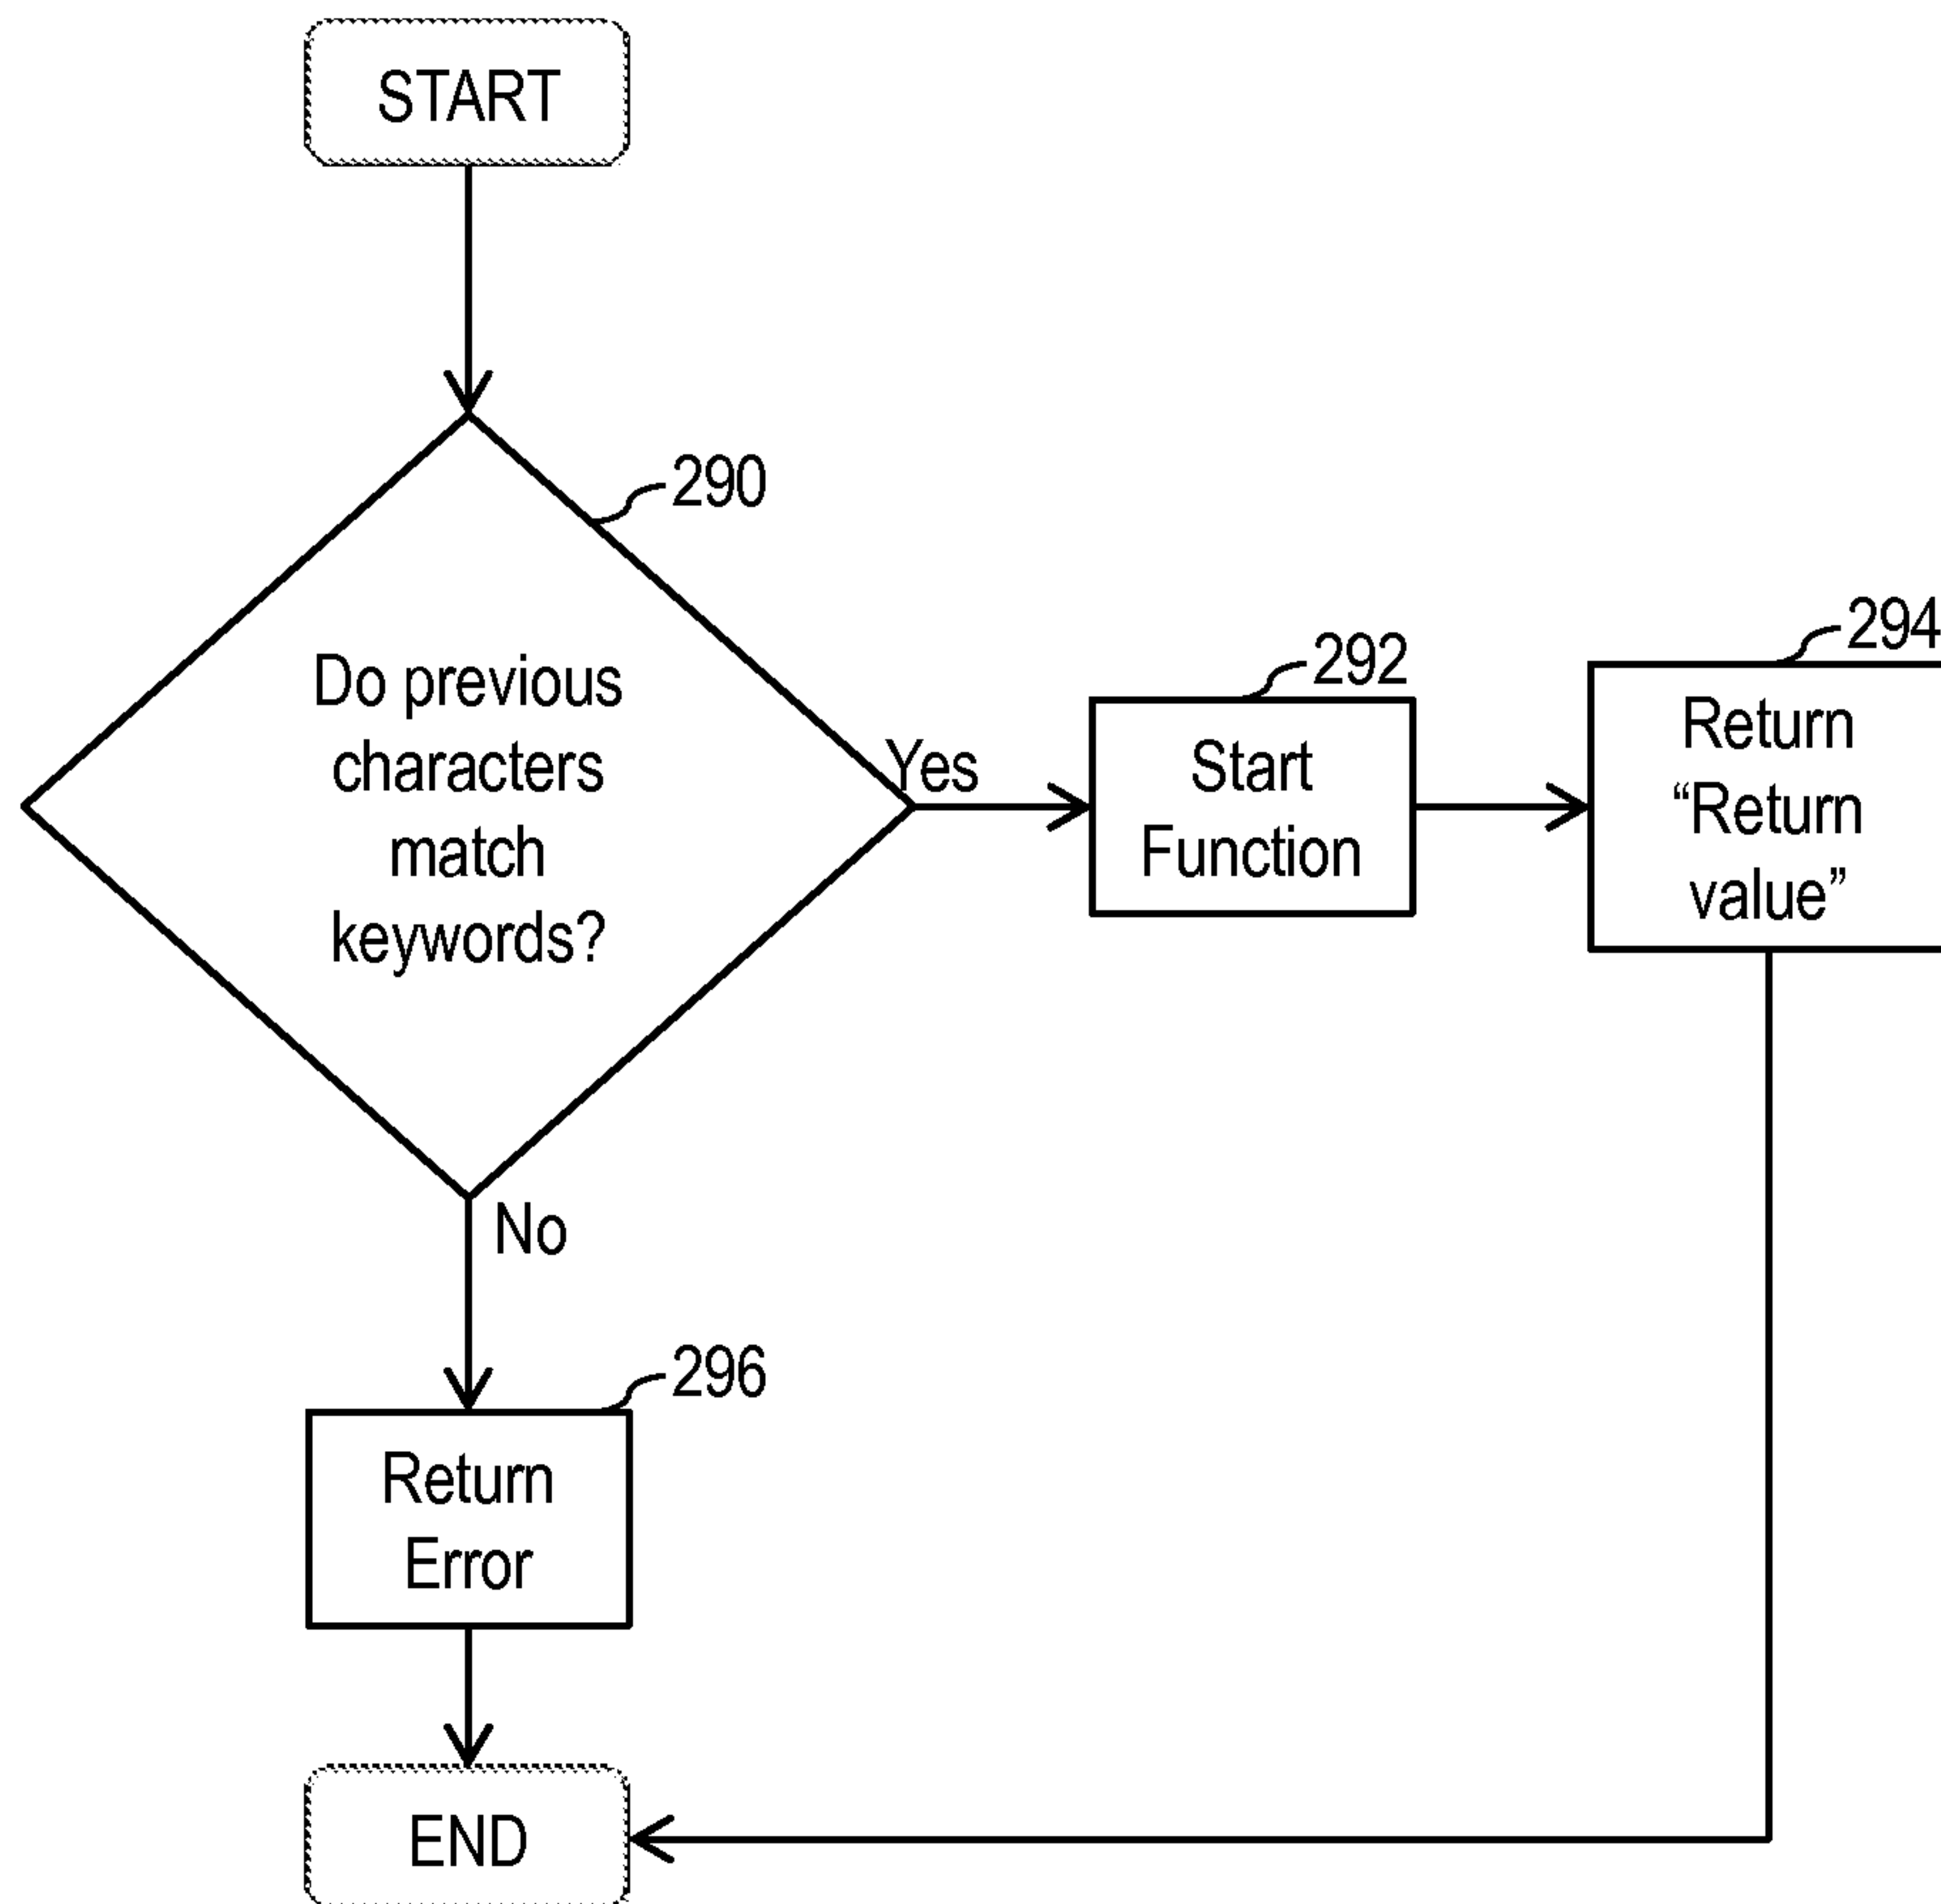 START
290
Do previous
characters
match
keywords?
Yes
292
Start
Function
294
Return
“Return
value”
No
296
Return
Error
END